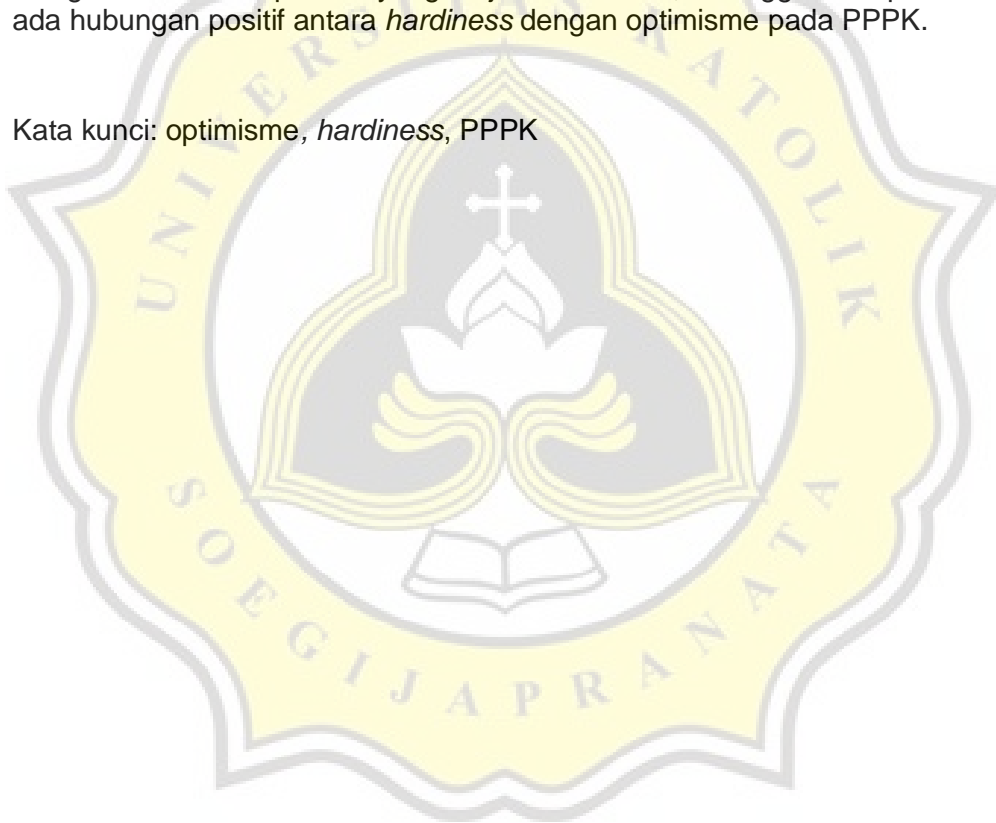 ada hubungan positif antara hardiness dengan optimisme pada PPPK.
Kata kunci: optimisme, hardiness, PPPK
UNIVERSITAS KATOLIK
SOEGIJAPRANATA